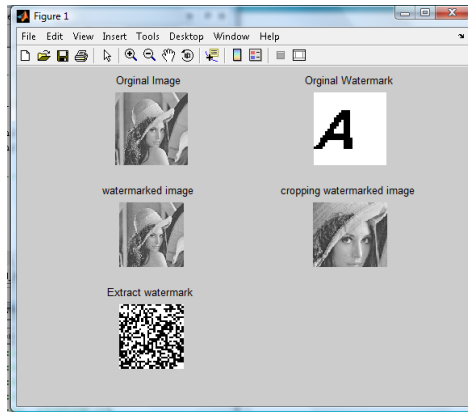 Figure 1
File Edit View Insert Tools Desktop Window Help
Orginal Image Orginal Watermark
A
watermarked image cropping watermarked image
Extract watermark